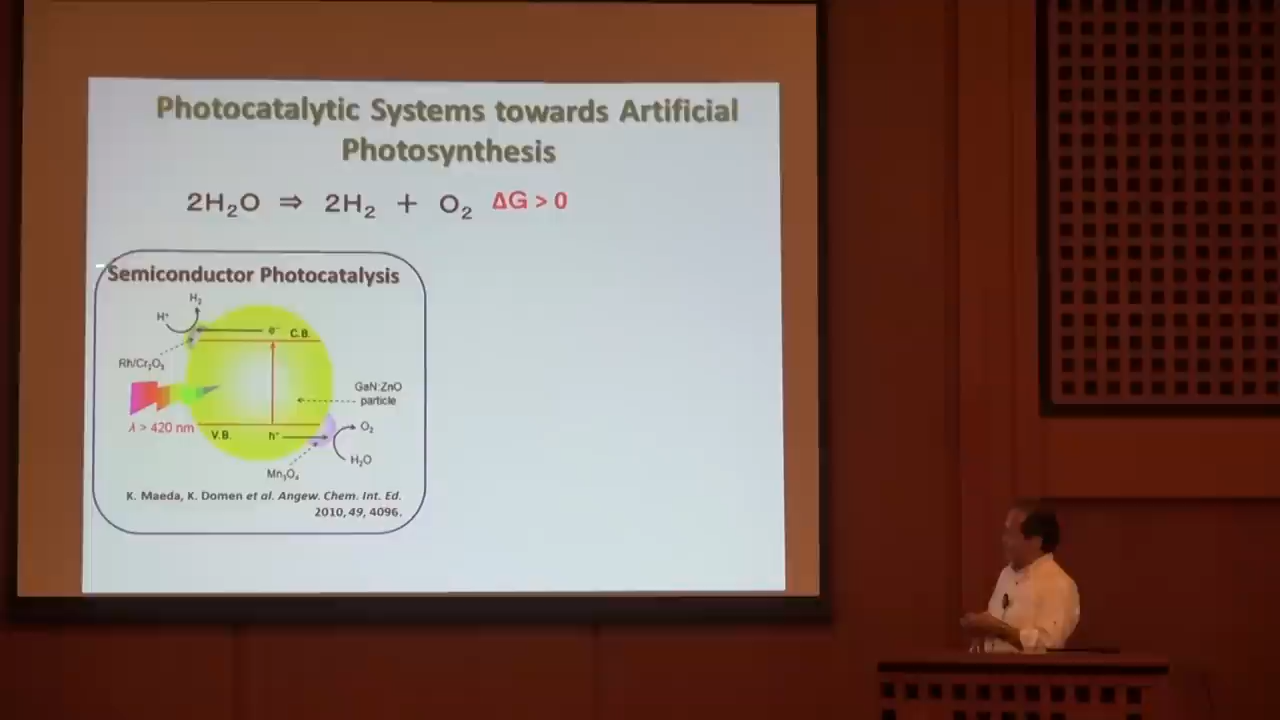 Photocatalytic Systems towards Artificial
Photosynthesis
2H₂O ⇒ 2H₂ + O₂ ΔG > 0
Semiconductor Photocatalysis
H₂
H⁺
e⁻ C.B.
Rh/Cr₂O₃
GaN:ZnO
particle
λ > 420 nm
V.B. h⁺
O₂
H₂O
Mn₃O₄
K. Maeda, K. Domen et al. Angew. Chem. Int. Ed.
2010, 49, 4096.